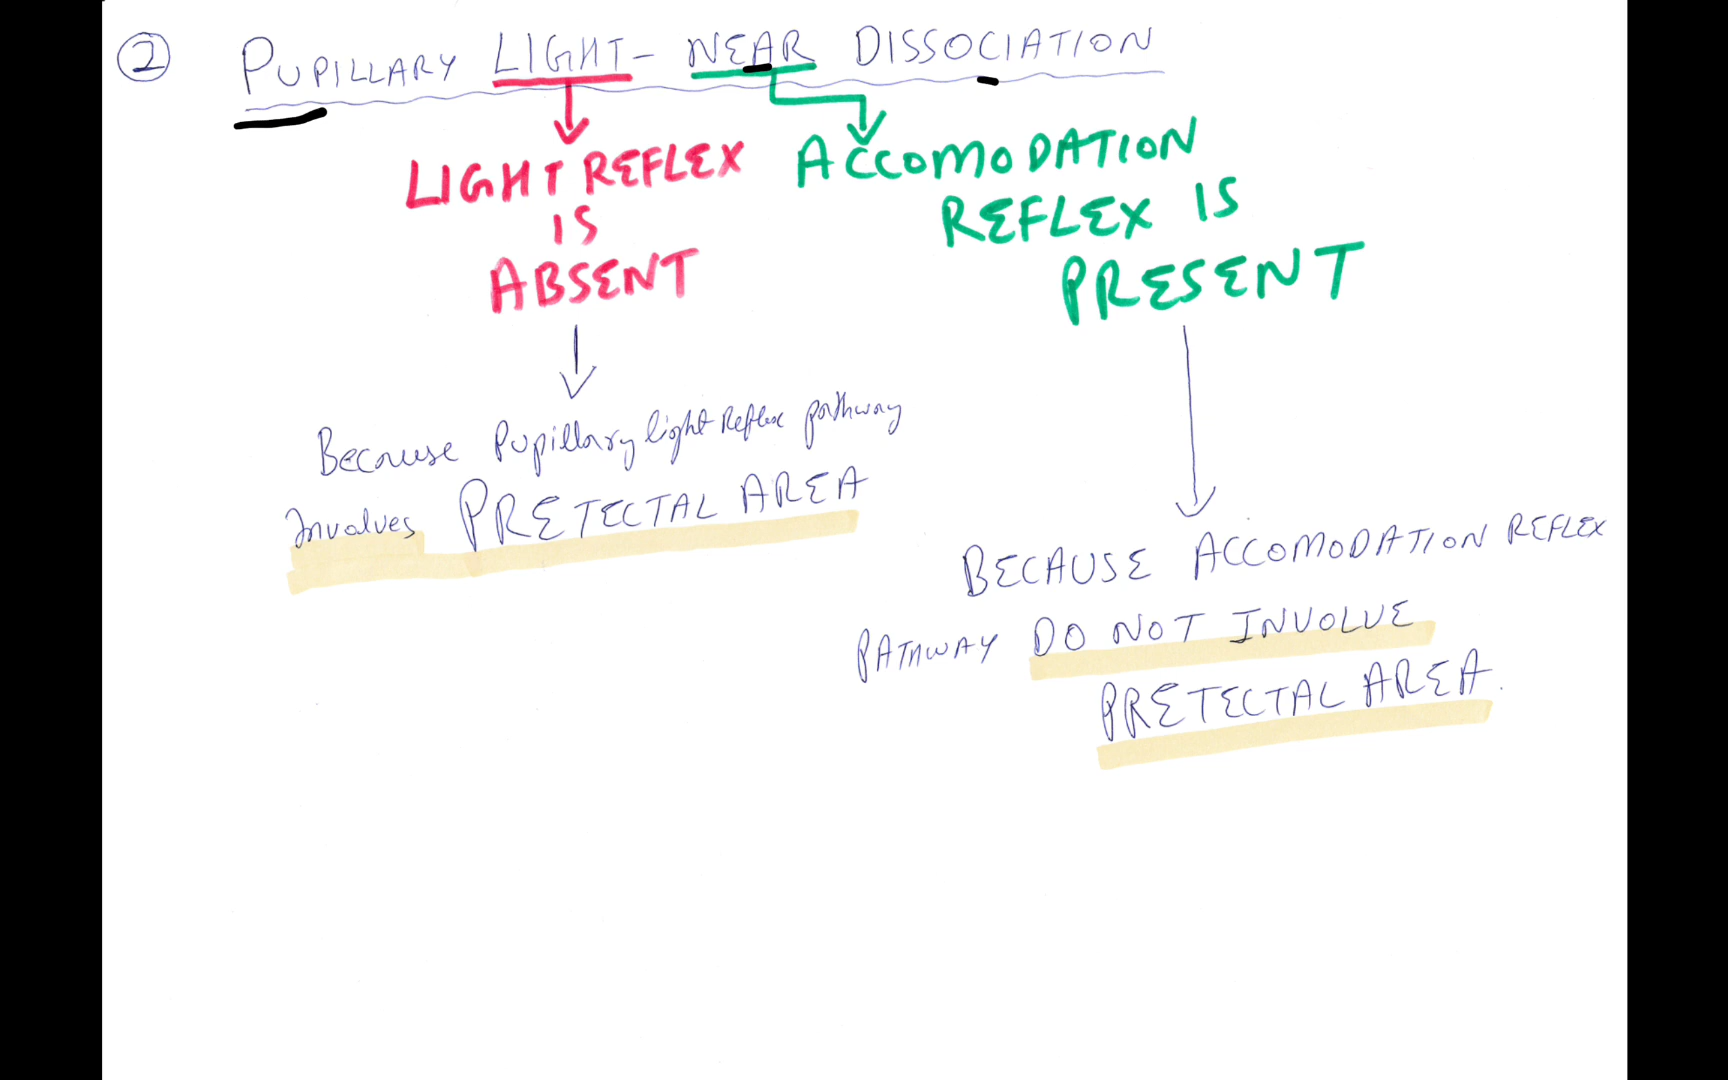 2 PUPILLARY LIGHT- NEAR DISSOCIATION
LIGHT REFLEX
IS
ABSENT
ACCOMODATION
REFLEX IS
PRESENT
Because Pupillary light Reflex pathway
Involves PRETECTAL AREA
BECAUSE ACCOMODATION REFLEX
PATHWAY DO NOT INVOLVE
PRETECTAL AREA.